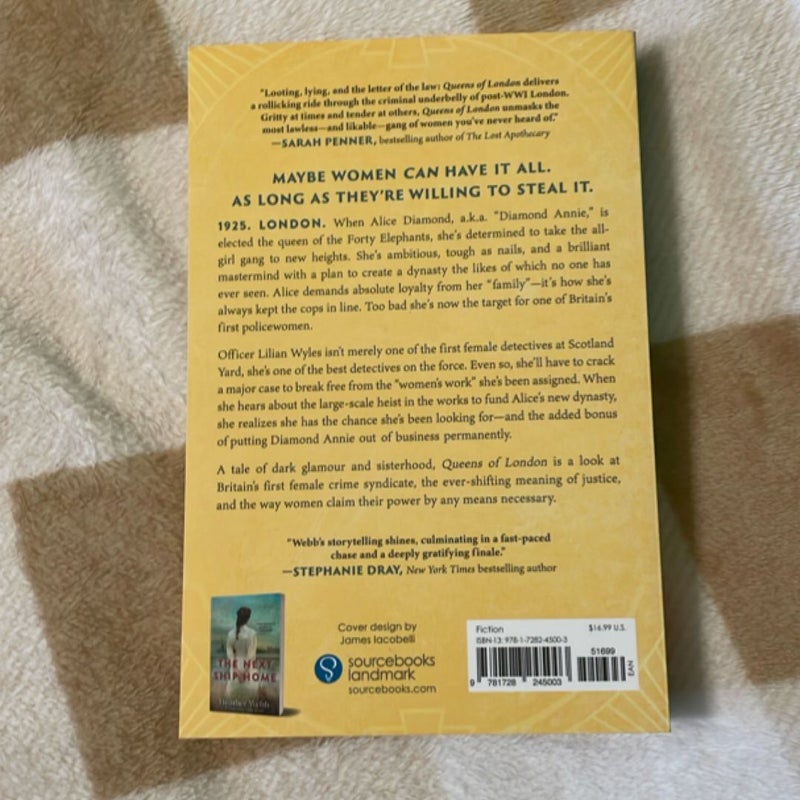 "Looting, lying, and the letter of the law: Queens of London delivers
a rollicking ride through the criminal underbelly of post-WWI London.
Gritty at times and tender at others, Queens of London unmasks the
most lawless—and likable—gang of women you've never heard of."
—SARAH PENNER, bestselling author of The Lost Apothecary
MAYBE WOMEN CAN HAVE IT ALL.
AS LONG AS THEY'RE WILLING TO STEAL IT.
1925. LONDON. When Alice Diamond, a.k.a. "Diamond Annie," is
elected the queen of the Forty Elephants, she's determined to take the all-
girl gang to new heights. She's ambitious, tough as nails, and a brilliant
mastermind with a plan to create a dynasty the likes of which no one has
ever seen. Alice demands absolute loyalty from her "family"—it's how she's
always kept the cops in line. Too bad she's now the target for one of Britain's
first policewomen.
Officer Lilian Wyles isn't merely one of the first female detectives at Scotland
Yard, she's one of the best detectives on the force. Even so, she'll have to crack
a major case to break free from the "women's work" she's been assigned. When
she hears about the large-scale heist in the works to fund Alice's new dynasty,
she realizes she has the chance she's been looking for—and the added bonus
of putting Diamond Annie out of business permanently.
A tale of dark glamour and sisterhood, Queens of London is a look at
Britain's first female crime syndicate, the ever-shifting meaning of justice,
and the way women claim their power by any means necessary.
"Webb's storytelling shines, culminating in a fast-paced
chase and a deeply gratifying finale."
—STEPHANIE DRAY, New York Times bestselling author
THE NEXT
SHIP HOME
Heather Webb
Cover design by
James Iacobelli
sourcebooks
landmark
sourcebooks.com
Fiction $16.99 U.S.
ISBN-13: 978-1-7282-4500-3
51699
EAN
9 781728 245003